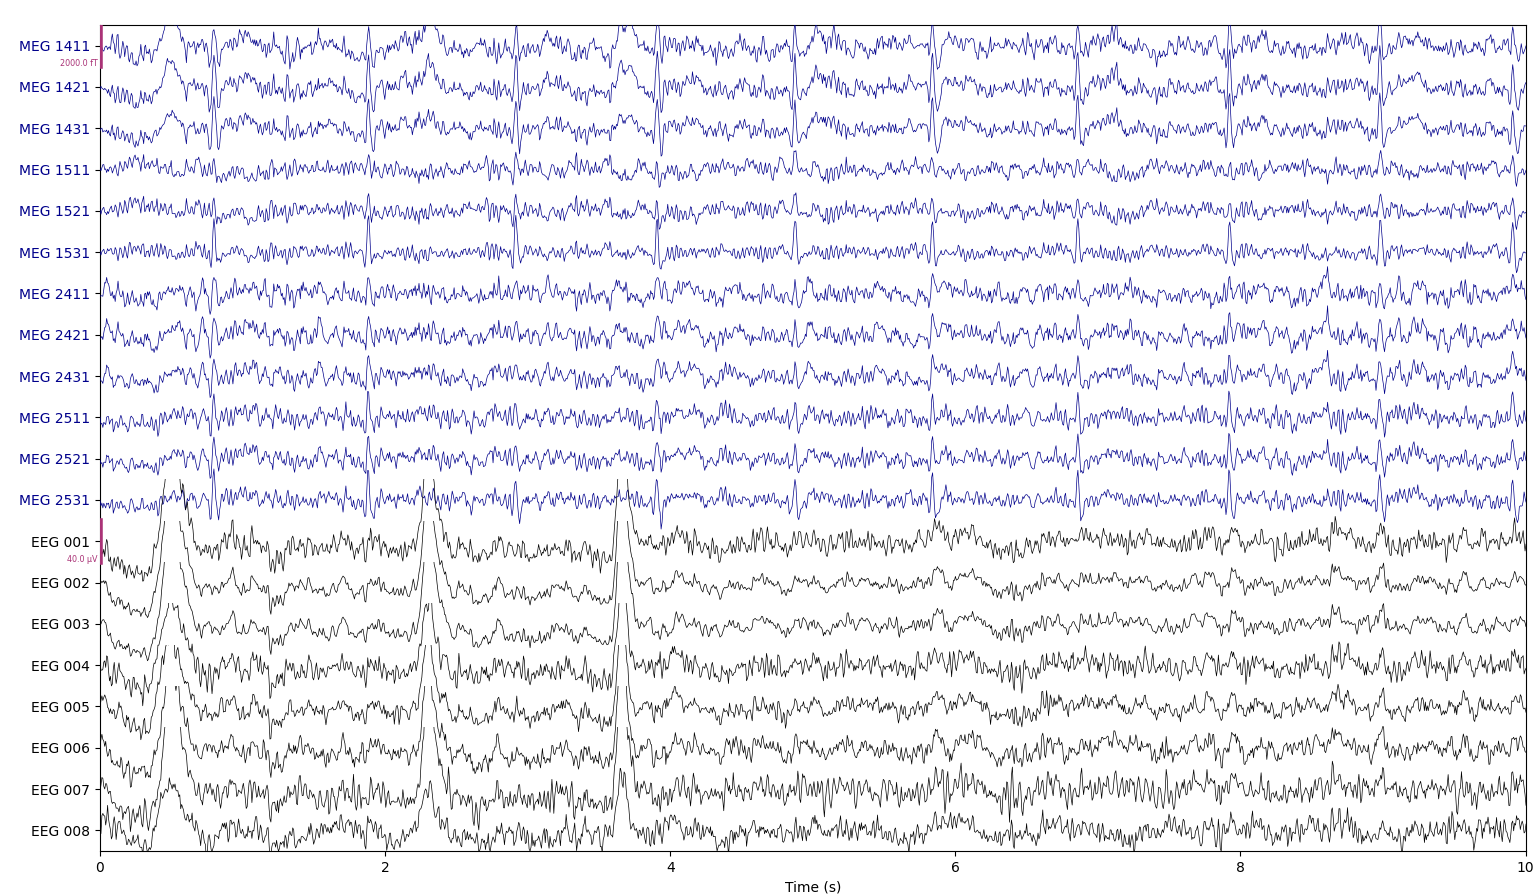 MEG 1411
2000.0 fT
MEG 1421
MEG 1431
MEG 1511
MEG 1521
MEG 1531
MEG 2411
MEG 2421
MEG 2431
MEG 2511
MEG 2521
MEG 2531
EEG 001
40.0 µV
EEG 002
EEG 003
EEG 004
EEG 005
EEG 006
EEG 007
EEG 008
0 2 4 6 8 10
Time (s)